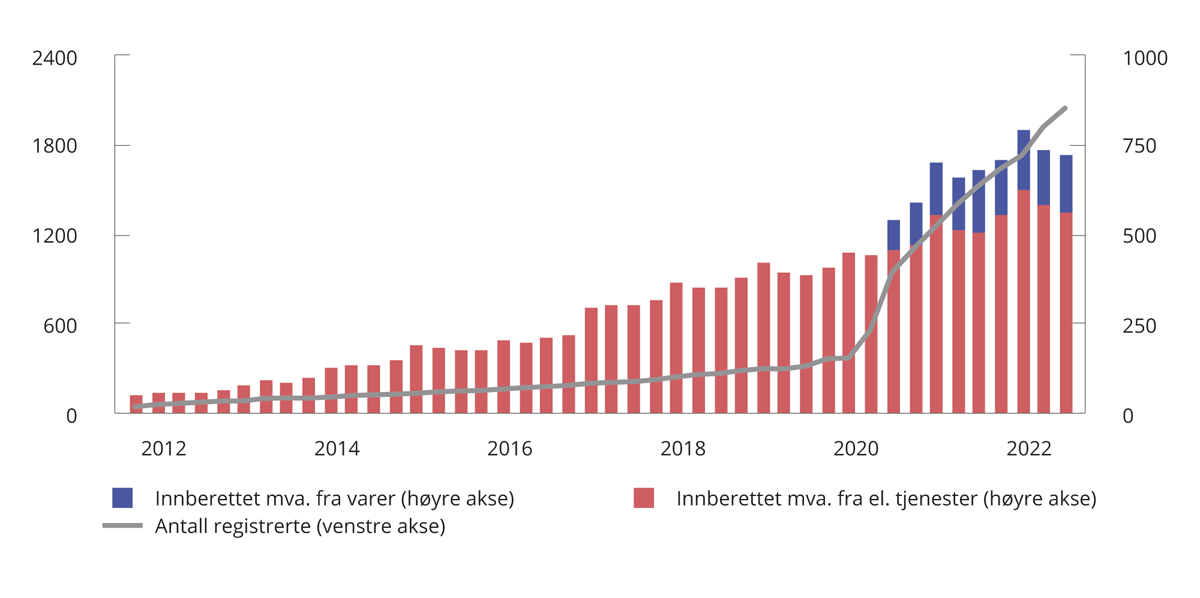 2400 1000
1800 750
1200 500
600 250
0 0
2012 2014 2016 2018 2020 2022
Innberettet mva. fra varer (høyre akse) Innberettet mva. fra el. tjenester (høyre akse)
Antall registrerte (venstre akse)